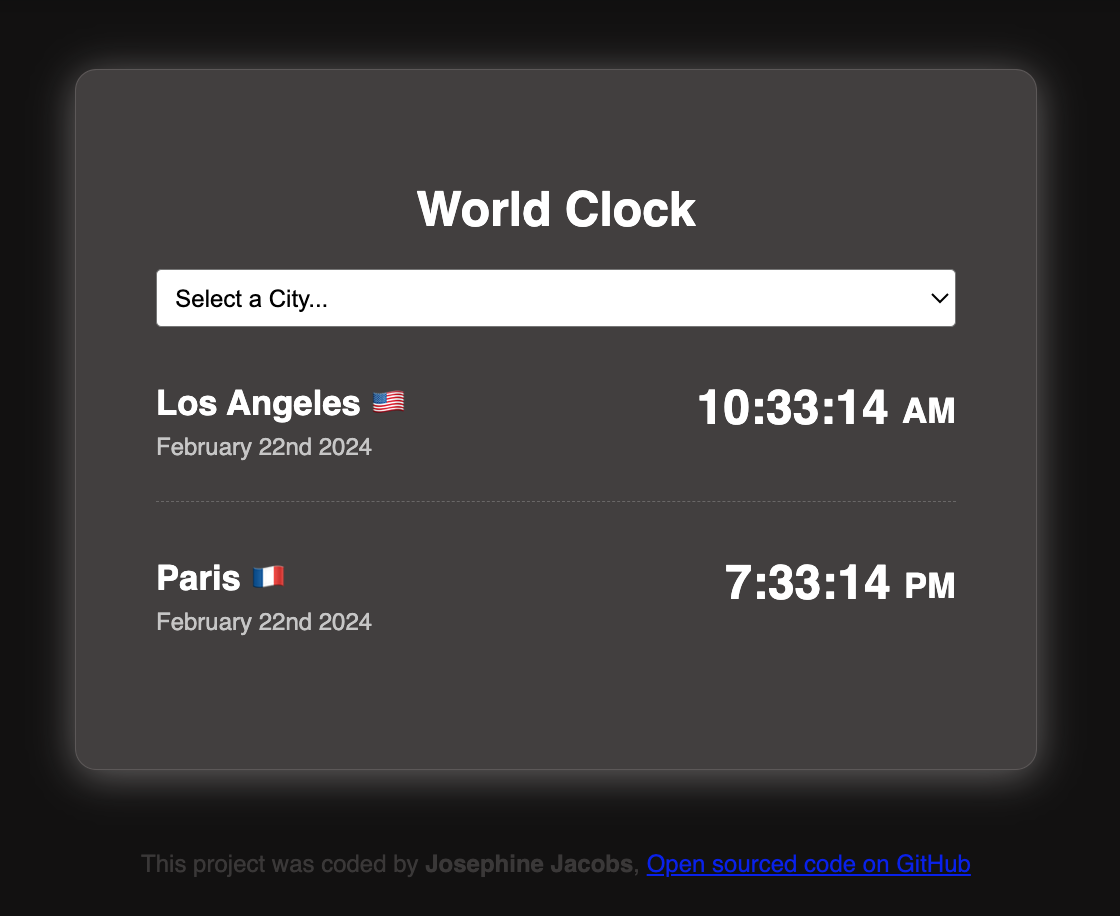 World Clock
Select a City...
Los Angeles 🇺🇸 10:33:14 AM
February 22nd 2024
Paris 🇫🇷 7:33:14 PM
February 22nd 2024
This project was coded by Josephine Jacobs, Open sourced code on GitHub